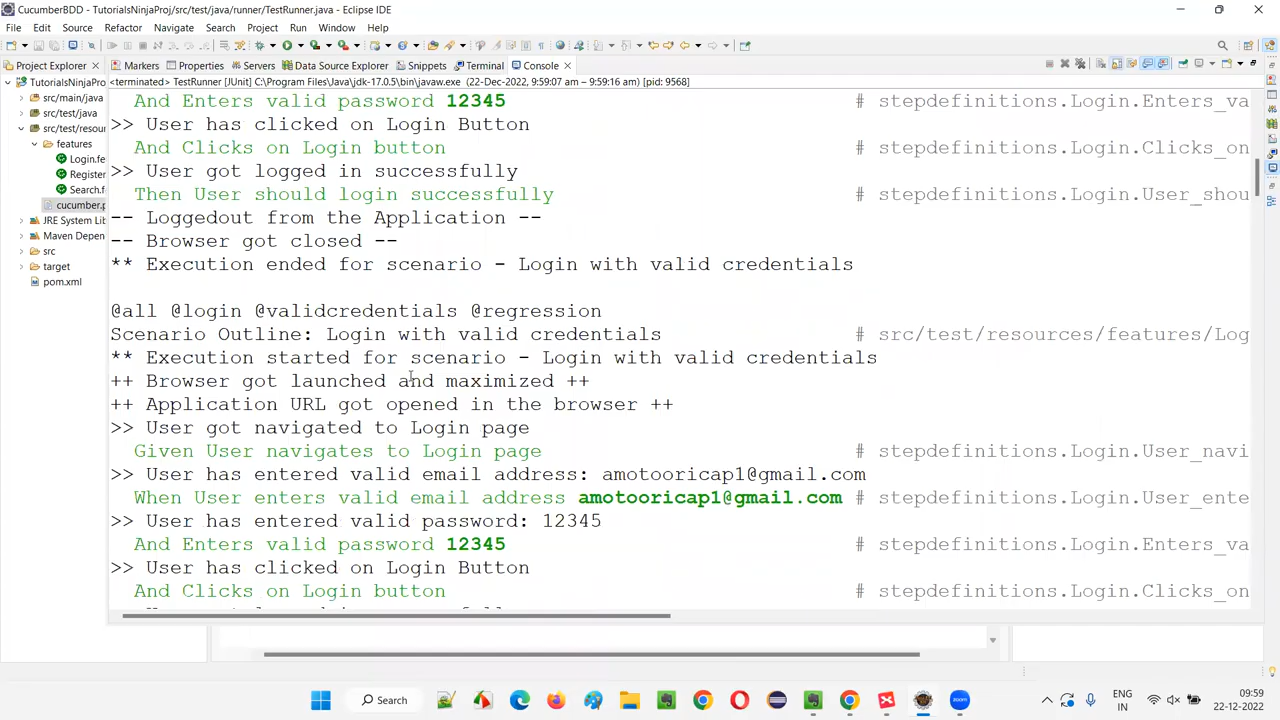 CucumberBDD - TutorialsNinjaProj/src/test/java/runner/TestRunner.java - Eclipse IDE
File Edit Source Refactor Navigate Search Project Run Window Help
Project Explorer
Markers Properties Servers Data Source Explorer Snippets Terminal Console
TutorialsNinjaPro
<terminated> TestRunner [JUnit] C:\Program Files\Java\jdk-17.0.5\bin\javaw.exe (22-Dec-2022, 9:59:07 am – 9:59:16 am) [pid: 9568]
src/main/java
src/test/java
src/test/resour
features
Login.fe
Register
Search.f
cucumber.p
JRE System Lib
Maven Depen
src
target
pom.xml
And Enters valid password 12345 # stepdefinitions.Login.Enters_va
>> User has clicked on Login Button
And Clicks on Login button # stepdefinitions.Login.Clicks_on
>> User got logged in successfully
Then User should login successfully # stepdefinitions.Login.User_shou
-- Loggedout from the Application --
-- Browser got closed --
** Execution ended for scenario - Login with valid credentials
@all @login @validcredentials @regression
Scenario Outline: Login with valid credentials # src/test/resources/features/Log
** Execution started for scenario - Login with valid credentials
++ Browser got launched and maximized ++
++ Application URL got opened in the browser ++
>> User got navigated to Login page
Given User navigates to Login page # stepdefinitions.Login.User_navi
>> User has entered valid email address: amotooricap1@gmail.com
When User enters valid email address amotooricap1@gmail.com # stepdefinitions.Login.User_ente
>> User has entered valid password: 12345
And Enters valid password 12345 # stepdefinitions.Login.Enters_va
>> User has clicked on Login Button
And Clicks on Login button # stepdefinitions.Login.Clicks_on
Search
ENG
IN
09:59
22-12-2022